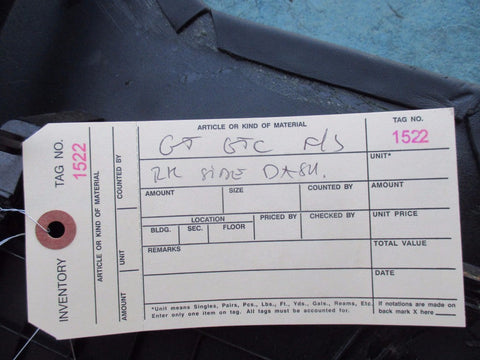 INVENTORY TAG NO. 1522
ARTICLE OR KIND OF MATERIAL
AMOUNT UNIT COUNTED BY
ARTICLE OR KIND OF MATERIAL
GT GTC F/S
RH SIDE DASH.
AMOUNT SIZE COUNTED BY
LOCATION PRICED BY CHECKED BY
BLDG. SEC. FLOOR
REMARKS
*Unit means Singles, Pairs, Pcs., Lbs., Ft., Yds., Gals., Reams, Etc.
Enter only one item on tag. All tags must be accounted for.
TAG NO.
1522
UNIT*
AMOUNT
UNIT PRICE
TOTAL VALUE
DATE
If notations are made on
back mark X here